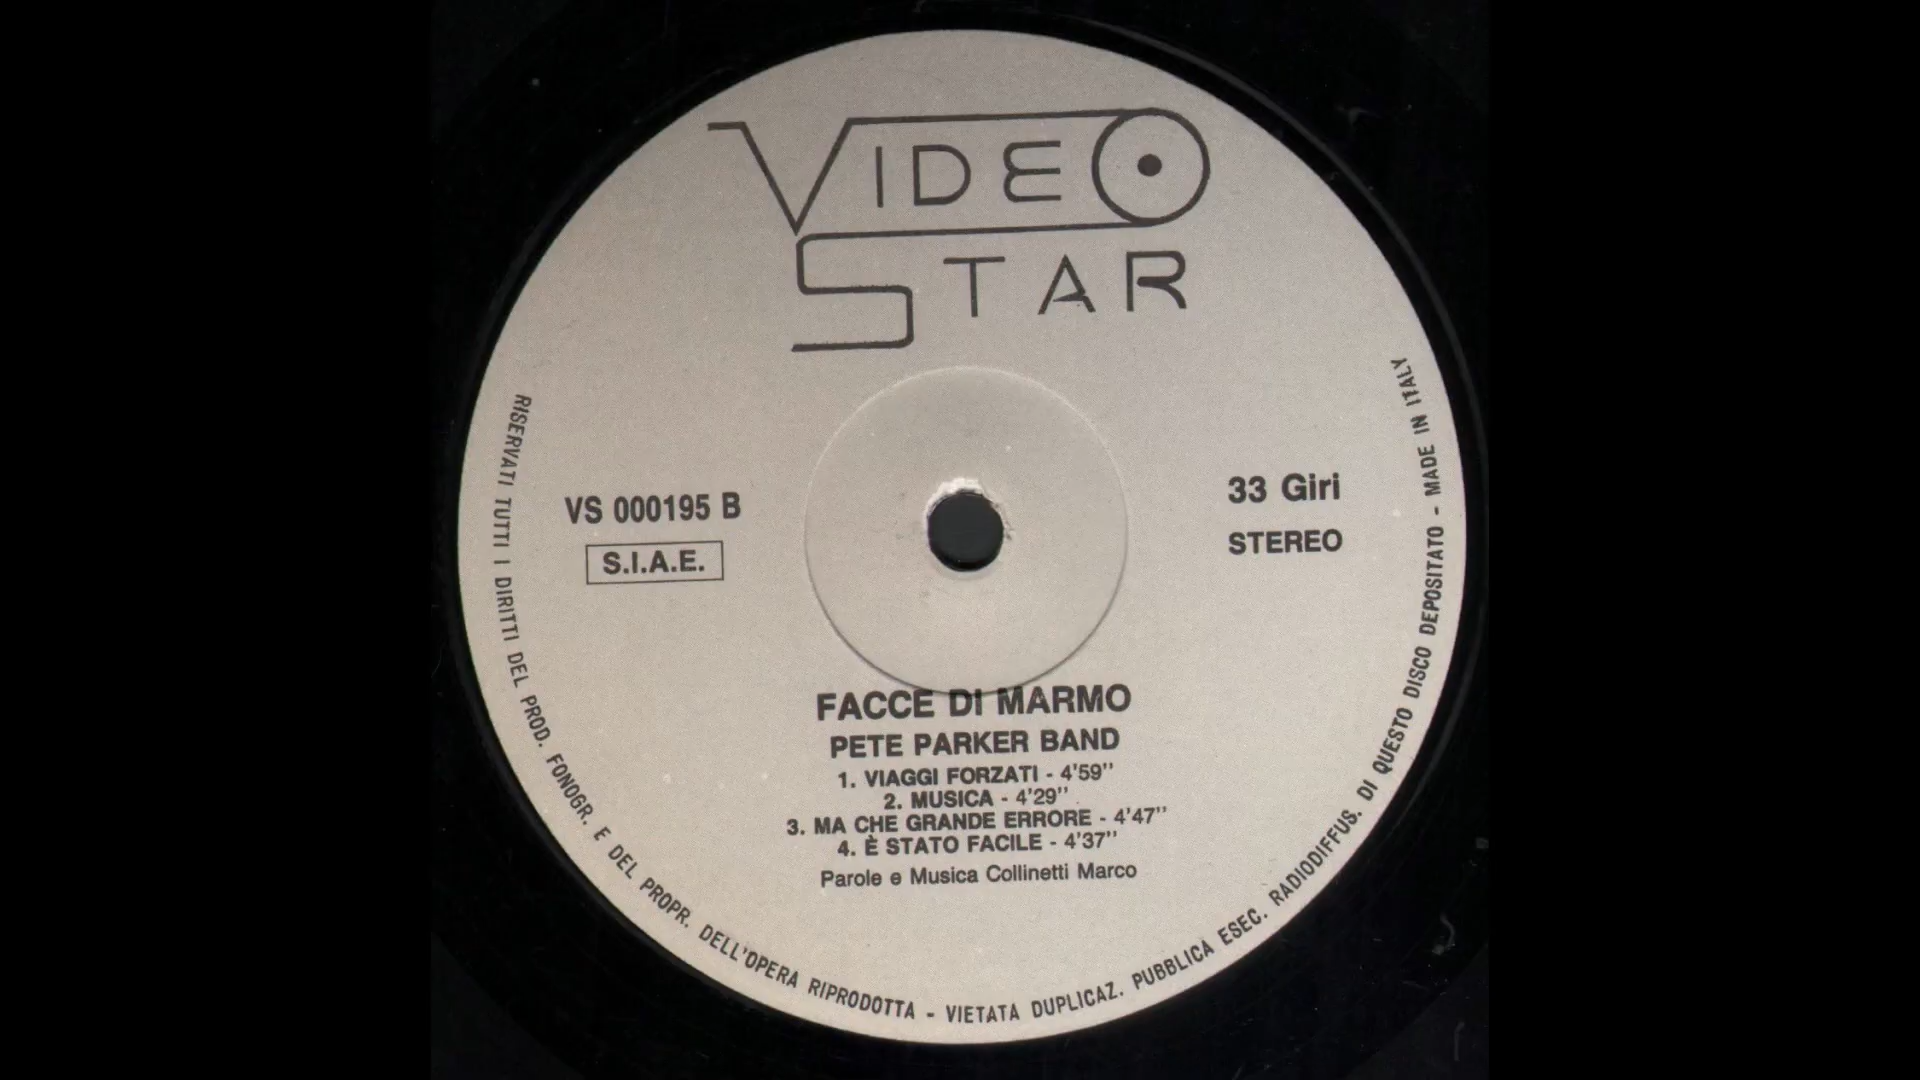 VIDEO
STAR
VS 000195 B
S.I.A.E.
33 Giri
STEREO
FACCE DI MARMO
PETE PARKER BAND
1. VIAGGI FORZATI - 4'59''
2. MUSICA - 4'29''
3. MA CHE GRANDE ERRORE - 4'47''
4. È STATO FACILE - 4'37''
Parole e Musica Collinetti Marco
RISERVATI TUTTI I DIRITTI DEL PROD. FONOGR. E DEL PROPR. DELL'OPERA RIPRODOTTA - VIETATA DUPLICAZ. PUBBLICA ESEC. RADIODIFFUS. DI QUESTO DISCO DEPOSITATO - MADE IN ITALY